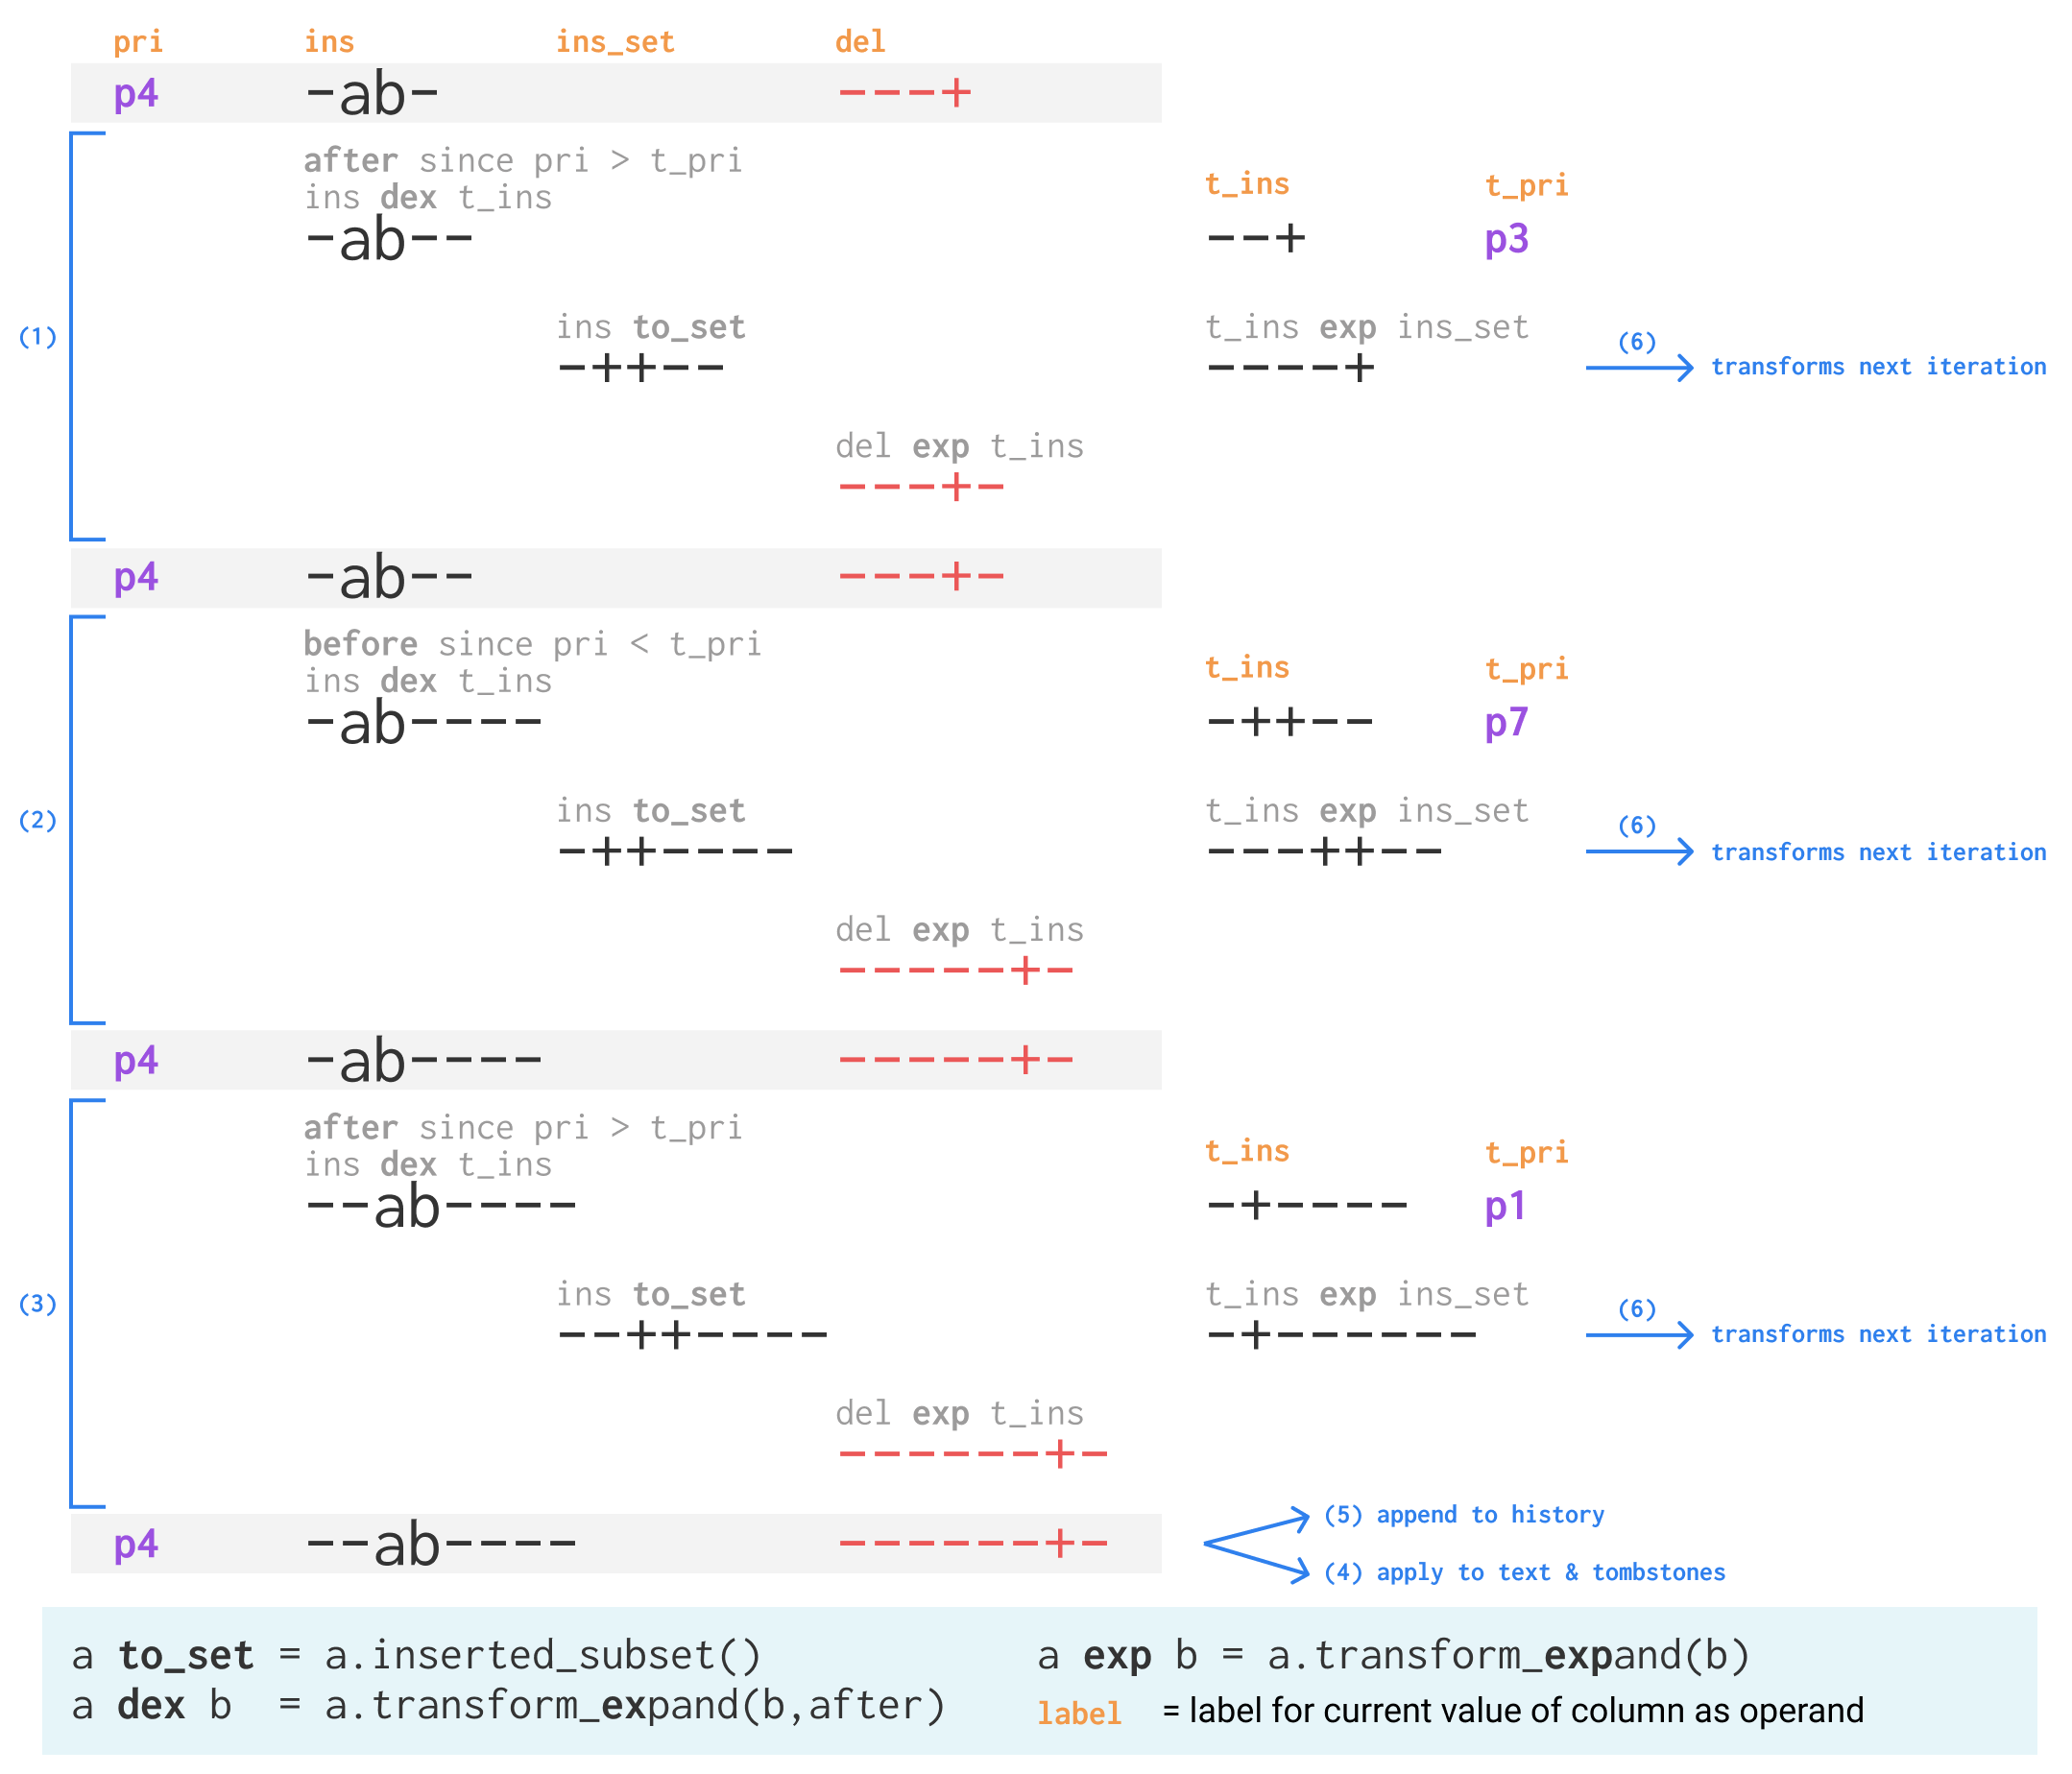 pri ins ins_set del
p4 -ab- ---+
after since pri > t_pri
ins dex t_ins
t_ins t_pri
-ab-- --+ p3
(1) ins to_set t_ins exp ins_set (6)
-++-- ----+ transforms next iteration
del exp t_ins
----+-
p4 -ab-- ---+-
before since pri < t_pri
ins dex t_ins
t_ins t_pri
-ab---- -++-- p7
(2) ins to_set t_ins exp ins_set (6)
-++---- ---++-- transforms next iteration
del exp t_ins
-----+-
p4 -ab---- -----+-
after since pri > t_pri
ins dex t_ins
t_ins t_pri
--ab---- -+---- p1
(3) ins to_set t_ins exp ins_set (6)
--++---- -+------ transforms next iteration
del exp t_ins
------+-
(5) append to history
p4 --ab---- ------+-
(4) apply to text & tombstones
a to_set = a.inserted_subset() a exp b = a.transform_expand(b)
a dex b = a.transform_expand(b,after) label = label for current value of column as operand